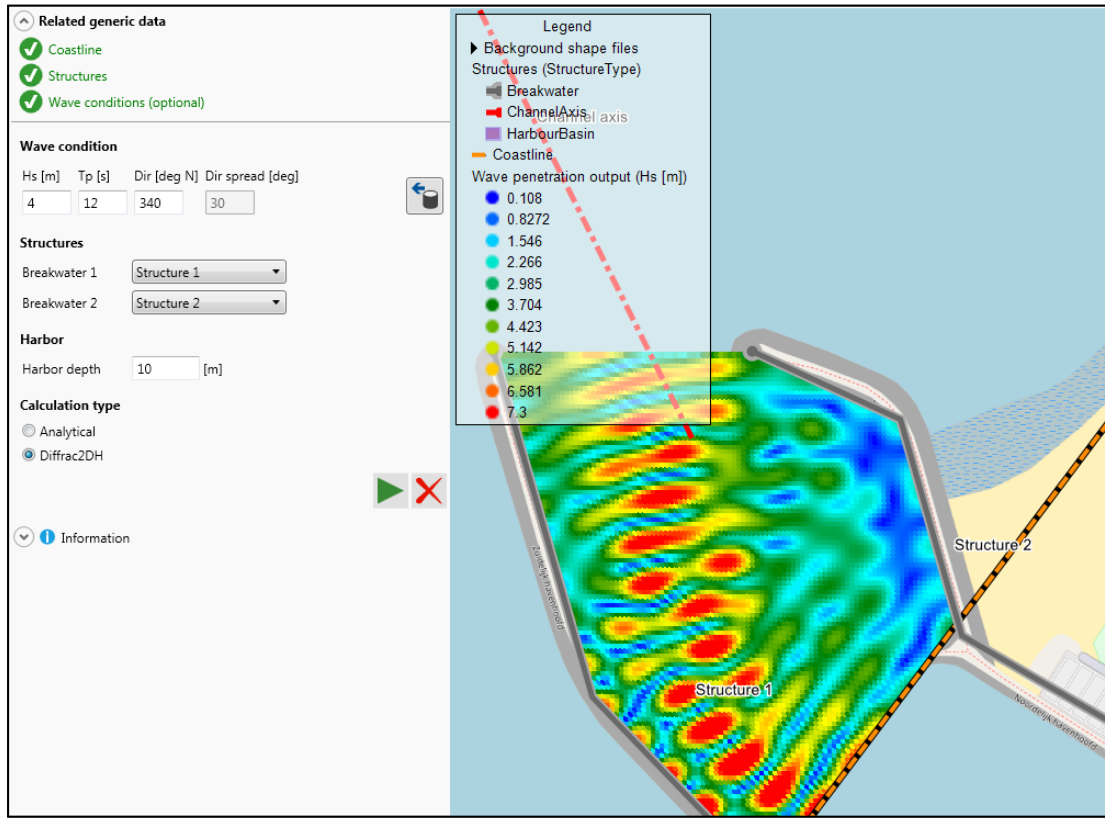 Related generic data
Coastline
Structures
Wave conditions (optional)
Wave condition
Hs [m] Tp [s] Dir [deg N] Dir spread [deg]
4 12 340 30
Structures
Breakwater 1 Structure 1
Breakwater 2 Structure 2
Harbor
Harbor depth 10 [m]
Calculation type
Analytical
Diffrac2DH
Information
Legend
Background shape files
Structures (StructureType)
Breakwater
ChannelAxis
Channel axis
HarbourBasin
Coastline
Wave penetration output (Hs [m])
0.108
0.8272
1.546
2.266
2.985
3.704
4.423
5.142
5.862
6.581
7.3
Zuidelijk havenhoofd
Structure 2
Structure 1
Noordelijk havenhoofd